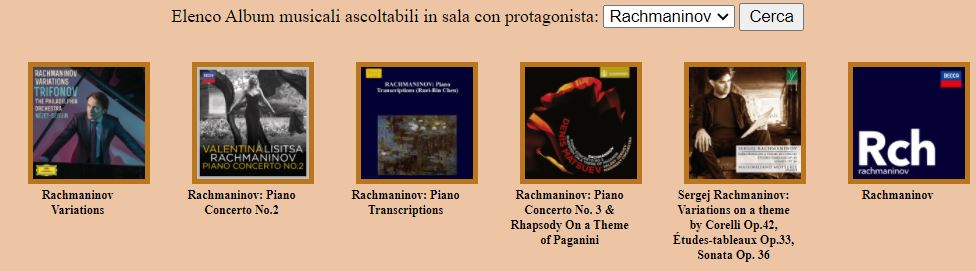 Elenco Album musicali ascoltabili in sala con protagonista: Rachmaninov Cerca
RACHMANINOV
VARIATIONS
TRIFONOV
THE PHILADELPHIA
ORCHESTRA
NÉZET-SÉGUIN
DECCA
VALENTINA LISITSA
RACHMANINOV
PIANO CONCERTO NO.2
RACHMANINOV: Piano
Transcriptions (Ruei-Bin Chen)
DENIS MATSUEV
SERGEJ RACHMANINOV
DECCA
Rch
rachmaninov
Rachmaninov
Variations
Rachmaninov: Piano
Concerto No.2
Rachmaninov: Piano
Transcriptions
Rachmaninov: Piano
Concerto No. 3 &
Rhapsody On a Theme
of Paganini
Sergej Rachmaninov:
Variations on a theme
by Corelli Op.42,
Études-tableaux Op.33,
Sonata Op. 36
Rachmaninov